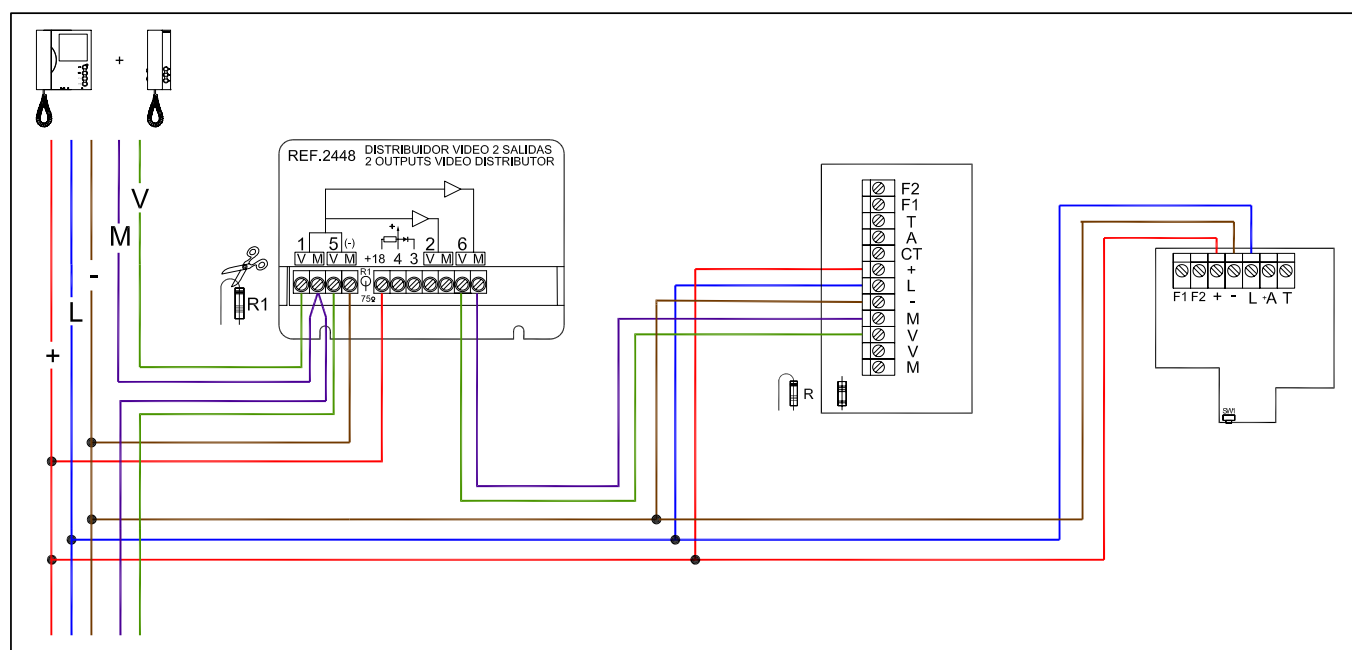 +
REF.2448
DISTRIBUIDOR VIDEO 2 SALIDAS
2 OUTPUTS VIDEO DISTRIBUTOR
V
M
-
L
+
1 5 (-) +18 4 3 2 6
+
V M V M V M V M
R1
75Ω
R1
F2
F1
T
A
CT
+
L
-
M
V
V
M
R
F1 F2 + - L +A T
SW1